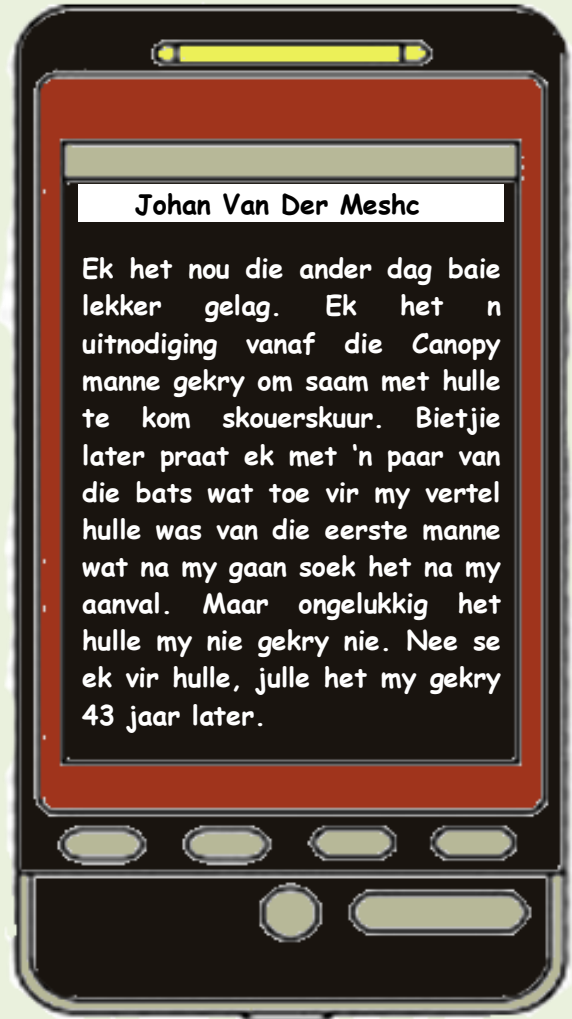 Johan Van Der Meshc
Ek het nou die ander dag baie
lekker gelag. Ek het n
uitnodiging vanaf die Canopy
manne gekry om saam met hulle
te kom skouerskuur. Bietjie
later praat ek met ‘n paar van
die bats wat toe vir my vertel
hulle was van die eerste manne
wat na my gaan soek het na my
aanval. Maar ongelukkig het
hulle my nie gekry nie. Nee se
ek vir hulle, julle het my gekry
43 jaar later.